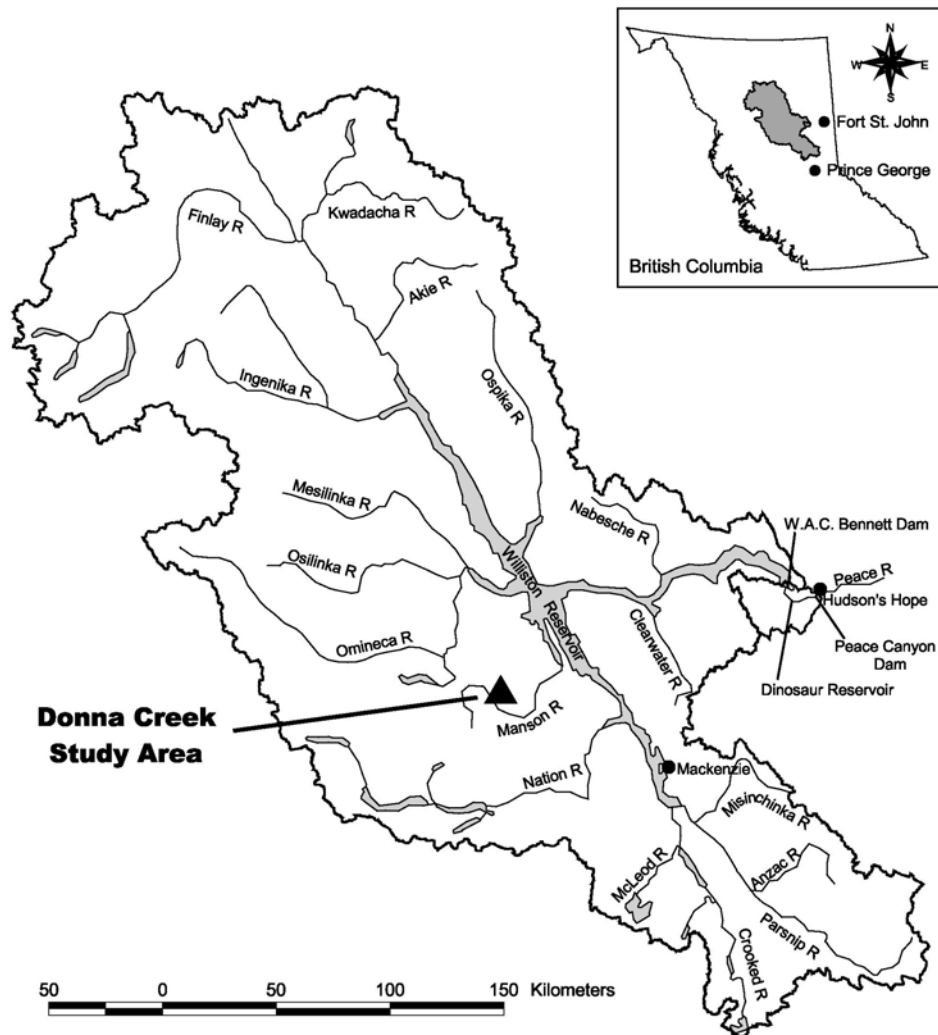 N
W E
S
Fort St. John
Prince George
British Columbia
Finlay R
Kwadacha R
Akie R
Ingenika R
Ospika R
Mesilinka R
Nabesche R
W.A.C. Bennett Dam
Osilinka R
Williston Reservoir
Peace R
Hudson's Hope
Omineca R
Clearwater R
Peace Canyon
Dam
Dinosaur Reservoir
Donna Creek
Study Area
Manson R
Nation R
Mackenzie
Misinchinka R
McLeod R
Anzac R
Parsnip R
Crooked R
50 0 50 100 150 Kilometers